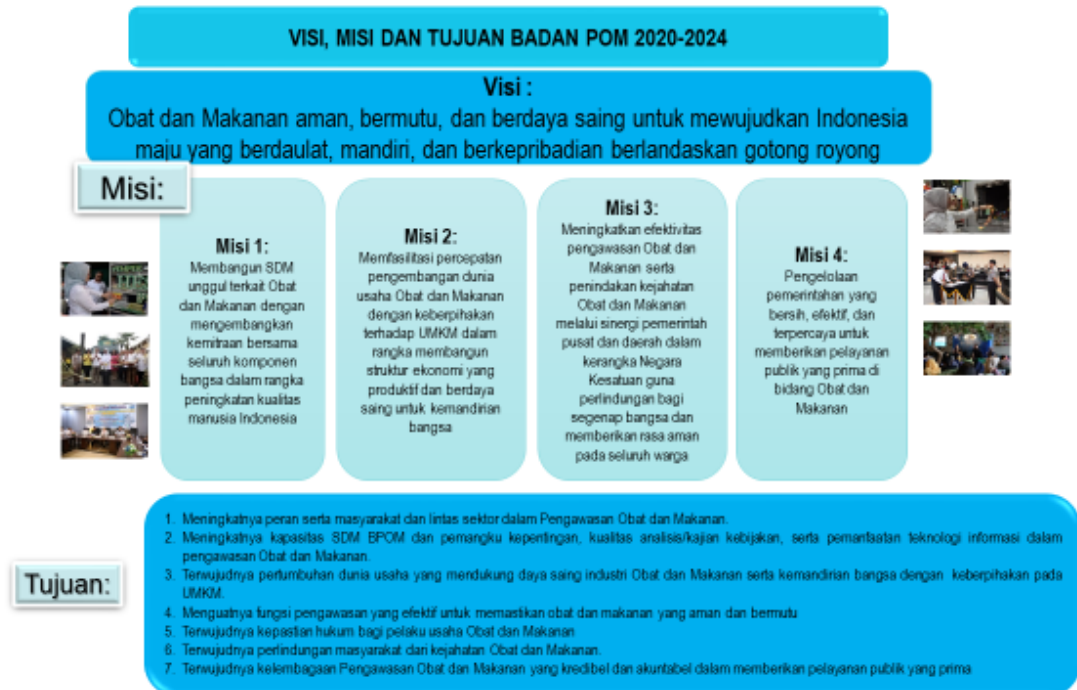 VISI, MISI DAN TUJUAN BADAN POM 2020-2024
Visi :
Obat dan Makanan aman, bermutu, dan berdaya saing untuk mewujudkan Indonesia
maju yang berdaulat, mandiri, dan berkepribadian berlandaskan gotong royong
Misi:
Misi 1:
Membangun SDM
unggul terkait Obat
dan Makanan dengan
mengembangkan
kemitraan bersama
seluruh komponen
bangsa dalam rangka
peningkatan kualitas
manusia Indonesia
Misi 2:
Memfasilitasi percepatan
pengembangan dunia
usaha Obat dan Makanan
dengan keberpihakan
terhadap UMKM dalam
rangka membangun
struktur ekonomi yang
produktif dan berdaya
saing untuk kemandirian
bangsa
Misi 3:
Meningkatkan efektivitas
pengawasan Obat dan
Makanan serta
penindakan kejahatan
Obat dan Makanan
melalui sinergi pemerintah
pusat dan daerah dalam
kerangka Negara
Kesatuan guna
perlindungan bagi
segenap bangsa dan
memberikan rasa aman
pada seluruh warga
Misi 4:
Pengelolaan
pemerintahan yang
bersih, efektif, dan
terpercaya untuk
memberikan pelayanan
publik yang prima di
bidang Obat dan
Makanan
Tujuan:
1. Meningkatnya peran serta masyarakat dan lintas sektor dalam Pengawasan Obat dan Makanan.
2. Meningkatnya kapasitas SDM BPOM dan pemangku kepentingan, kualitas analisis/kajian kebijakan, serta pemanfaatan teknologi informasi dalam
pengawasan Obat dan Makanan.
3. Terwujudnya pertumbuhan dunia usaha yang mendukung daya saing industri Obat dan Makanan serta kemandirian bangsa dengan keberpihakan pada
UMKM.
4. Menguatnya fungsi pengawasan yang efektif untuk memastikan obat dan makanan yang aman dan bermutu
5. Terwujudnya kepastian hukum bagi pelaku usaha Obat dan Makanan
6. Terwujudnya perlindungan masyarakat dari kejahatan Obat dan Makanan.
7. Terwujudnya kelembagaan Pengawasan Obat dan Makanan yang kredibel dan akuntabel dalam memberikan pelayanan publik yang prima